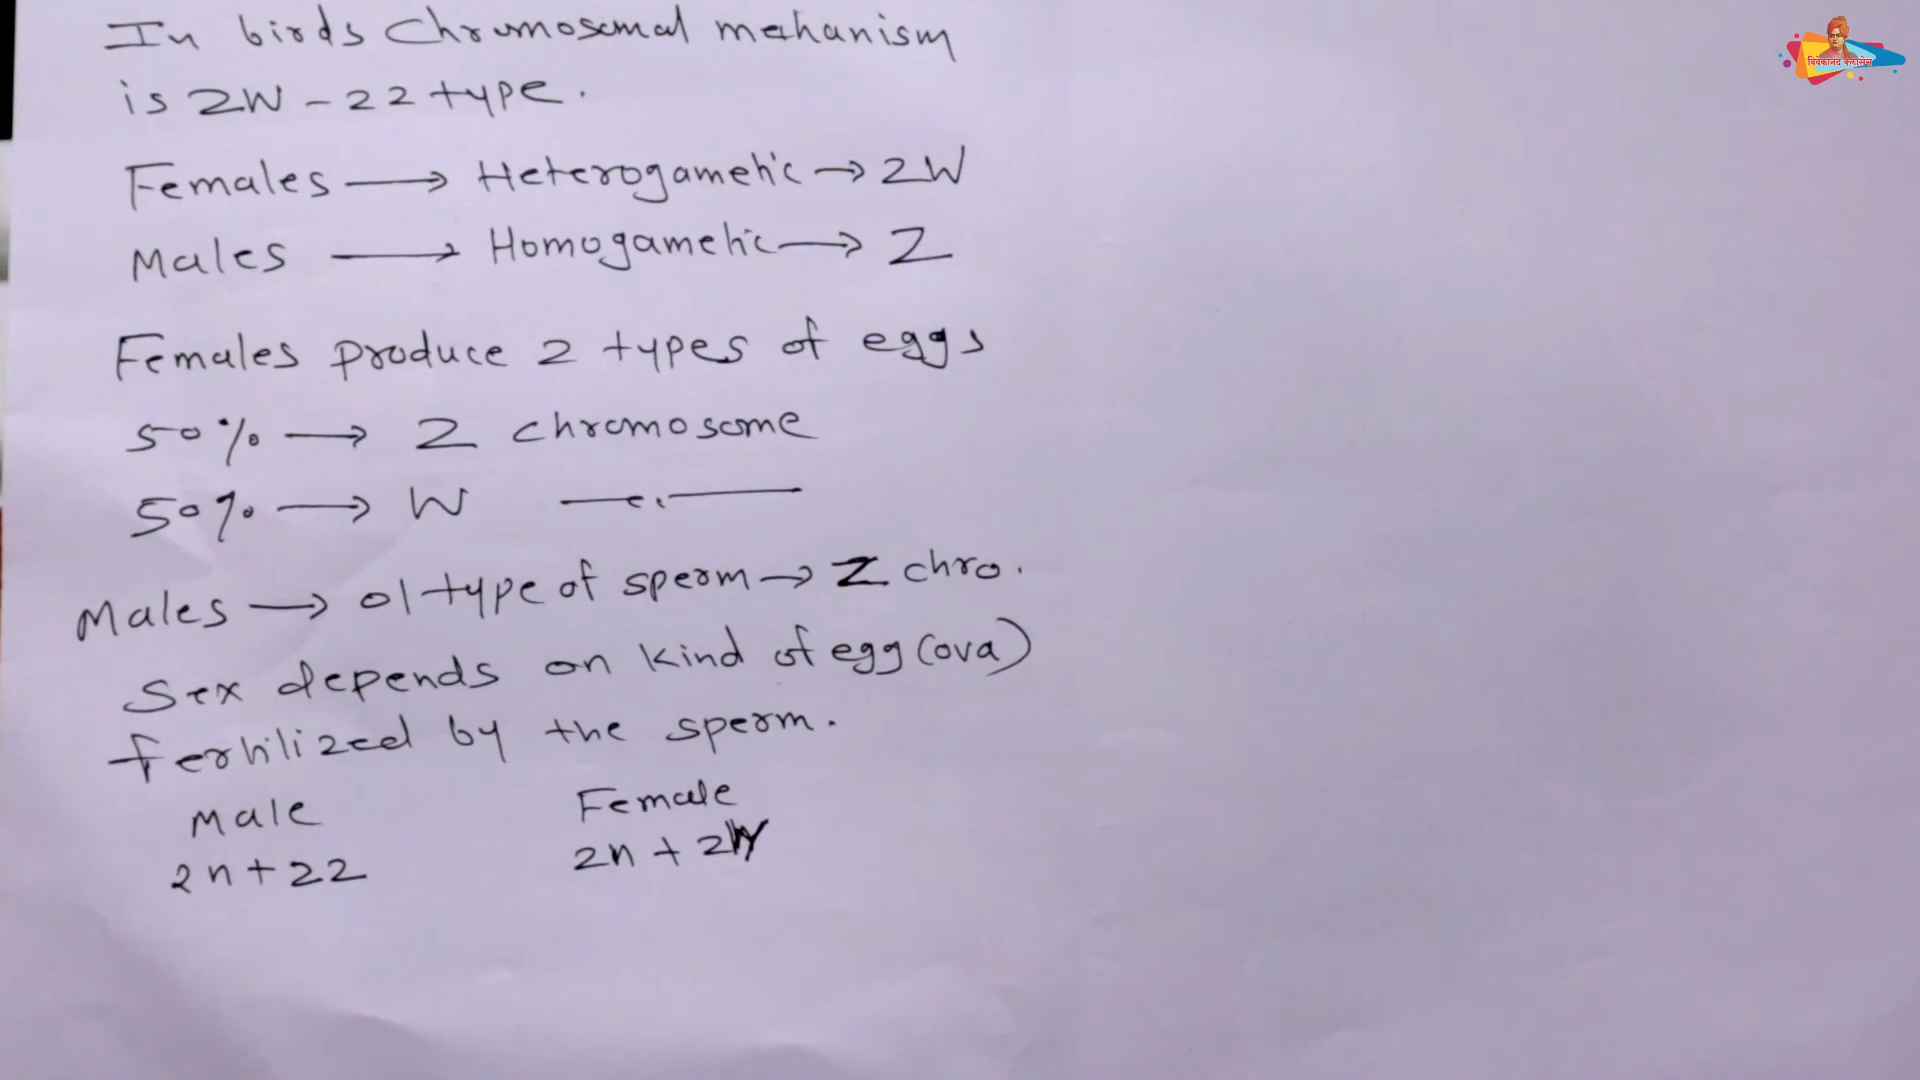 In birds Chromosomal mehanism
is ZW - ZZ type.
Females → Heterogametic → ZW
Males → Homogametic → Z
Females produce 2 types of eggs
50% → Z chromosome
50% → W —〃—
Males → 01 type of sperm → Z chro.
Sex depends on kind of egg (ova)
fertilized by the sperm.
Male Female
2n + ZZ 2n + ZW
विवेकानंद क्लासेस